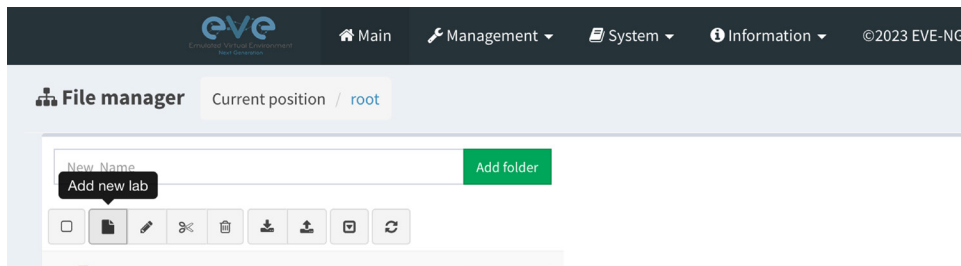 eve
Emulated Virtual Environment
Next Generation
Main
Management
System
Information
©2023 EVE-NG
File manager
Current position / root
New Name
Add folder
Add new lab